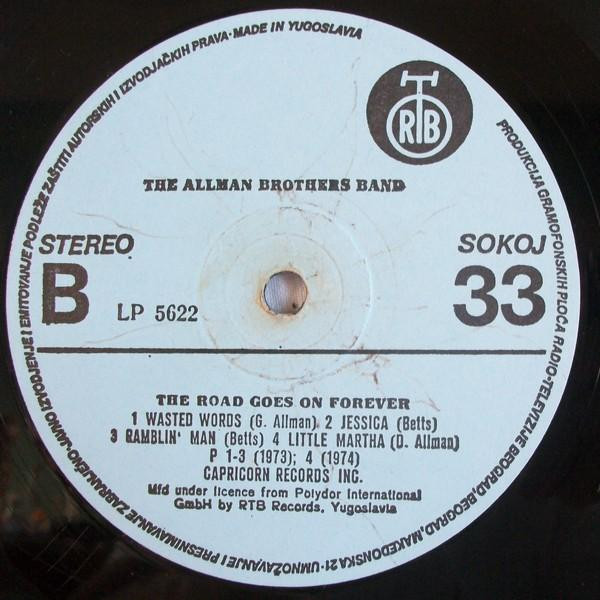 PRODUKCIJA GRAMOFONSKIH PLOČA RADIO-TELEVIZIJE BEOGRAD, BEOGRAD, MAKEDONSKA 21 · UMNOŽAVANJE I PRESNIMAVANJE ZABRANJENO · JAVNO IZVODJENJE I EMITOVANJE PODLEŽE ZAŠTITI AUTORSKIH I IZVODJAČKIH PRAVA · MADE IN YUGOSLAVIA
RTB
THE ALLMAN BROTHERS BAND
STEREO
SOKOJ
B
LP 5622
33
THE ROAD GOES ON FOREVER
1 WASTED WORDS (G. Allman) 2 JESSICA (Betts)
3 RAMBLIN' MAN (Betts) 4 LITTLE MARTHA (D. Allman)
P 1-3 (1973); 4 (1974)
CAPRICORN RECORDS INC.
Mfd under licence from Polydor International
GmbH by RTB Records, Yugoslavia